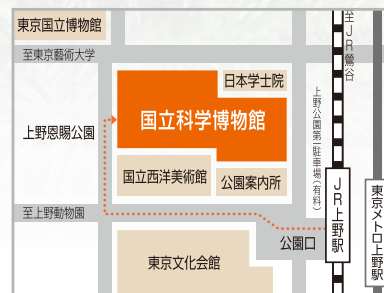 東京国立博物館
至東京藝術大学
至JR鶯谷
日本学士院
国立科学博物館
上野恩賜公園
上野公園第一駐車場(有料)
国立西洋美術館
公園案内所
至上野動物園
JR上野駅
東京メトロ上野駅
公園口
東京文化会館